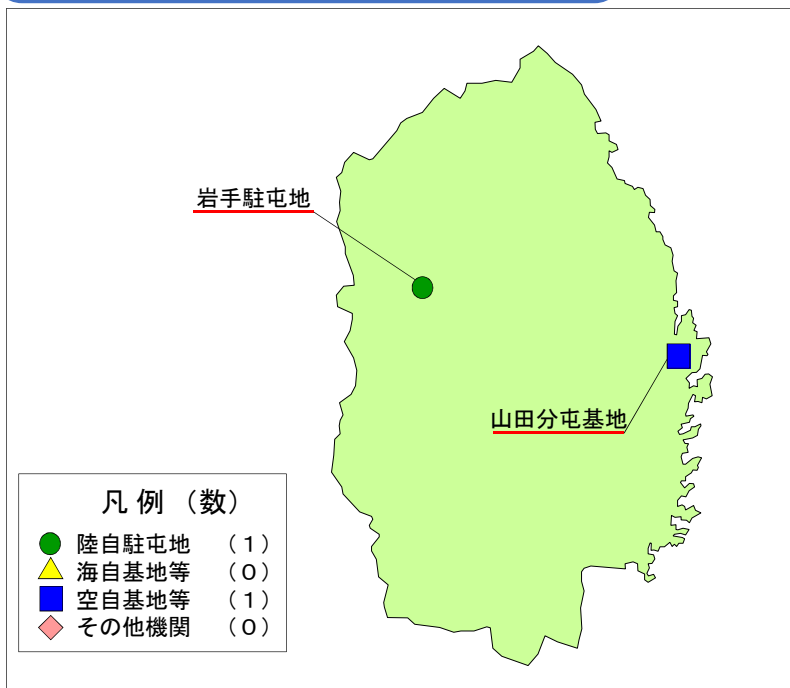 岩手駐屯地
山田分屯基地
凡例（数）
陸自駐屯地　（１）
海自基地等　（０）
空自基地等　（１）
その他機関　（０）